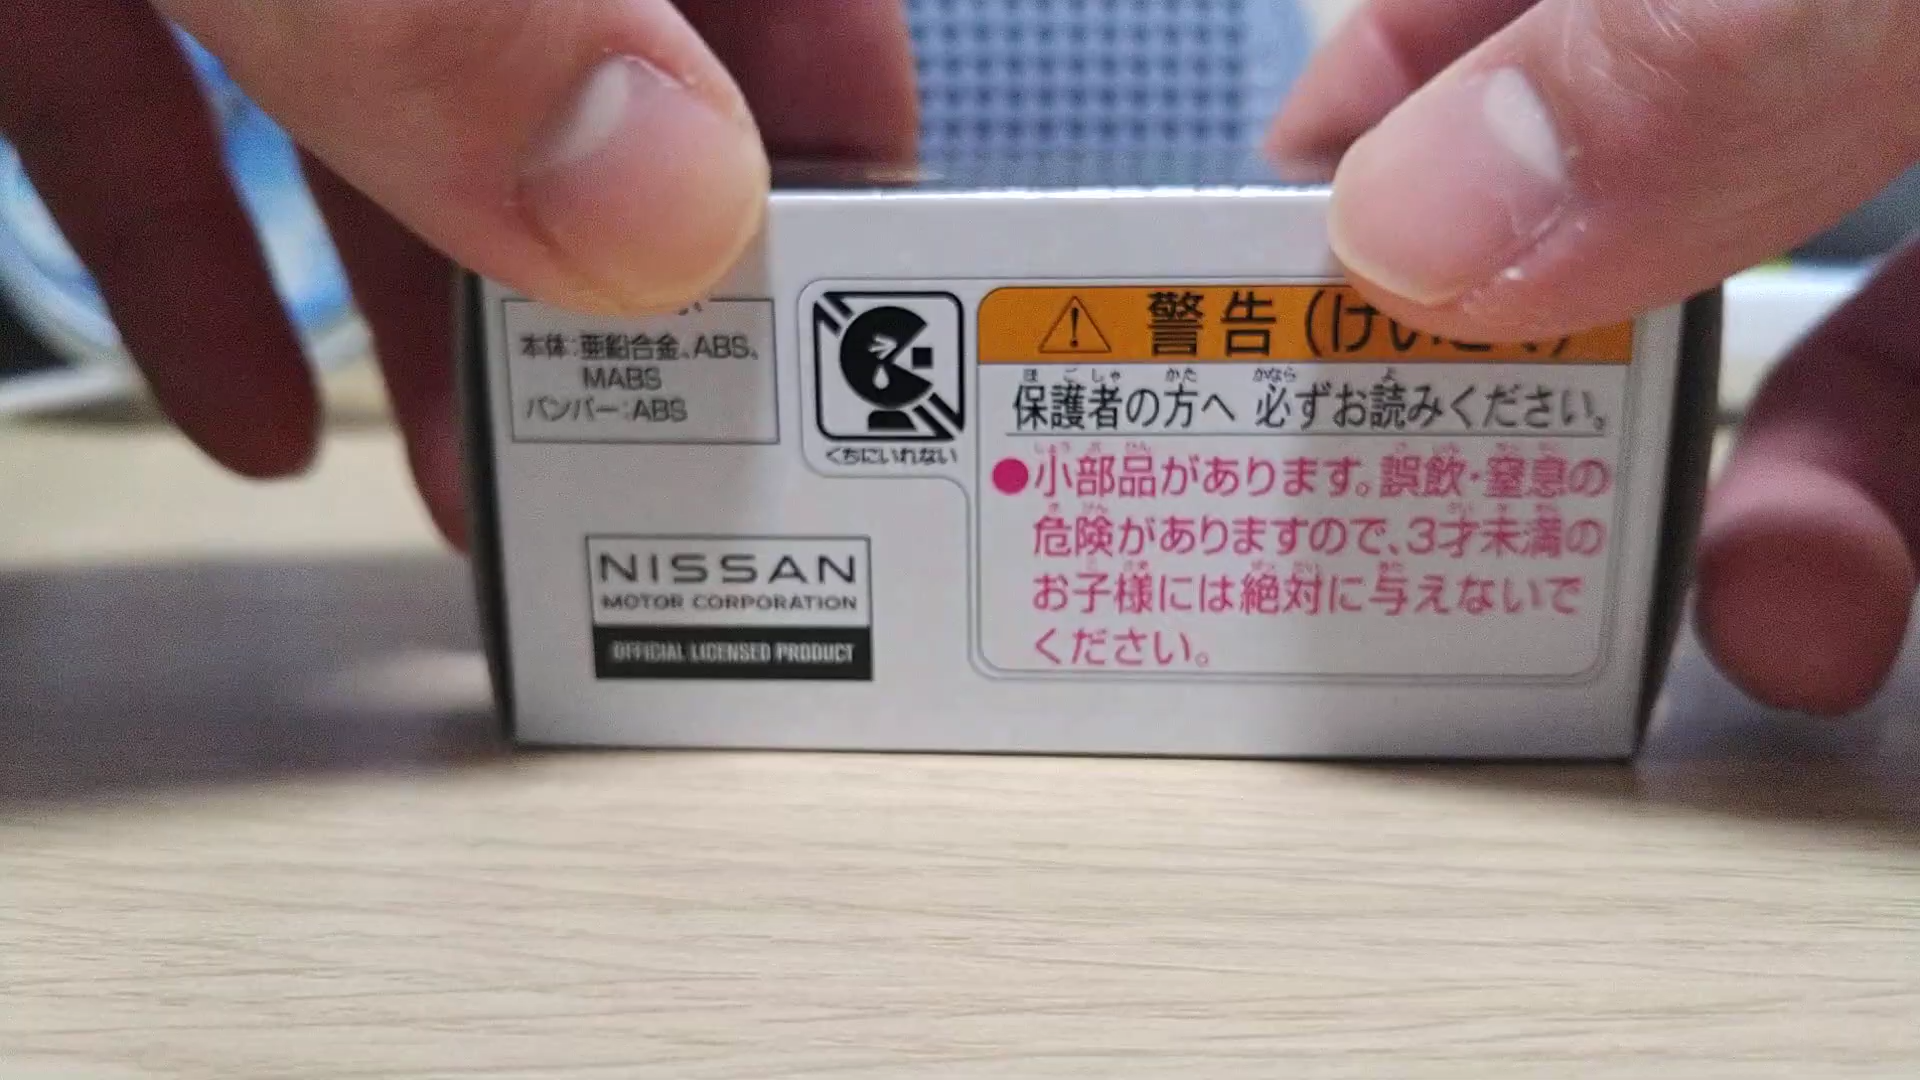 本体:亜鉛合金、ABS、
MABS
バンパー:ABS
くちにいれない
NISSAN
MOTOR CORPORATION
OFFICIAL LICENSED PRODUCT
警告(けい
保護者の方へ 必ずお読みください。
●小部品があります。誤飲・窒息の
危険がありますので、3才未満の
お子様には絶対に与えないで
ください。